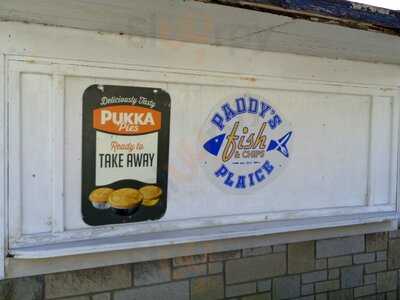 Deliciously Tasty
PUKKA
Pies
Ready to
TAKE AWAY
PADDY'S
fish
& CHIPS
PLAICE